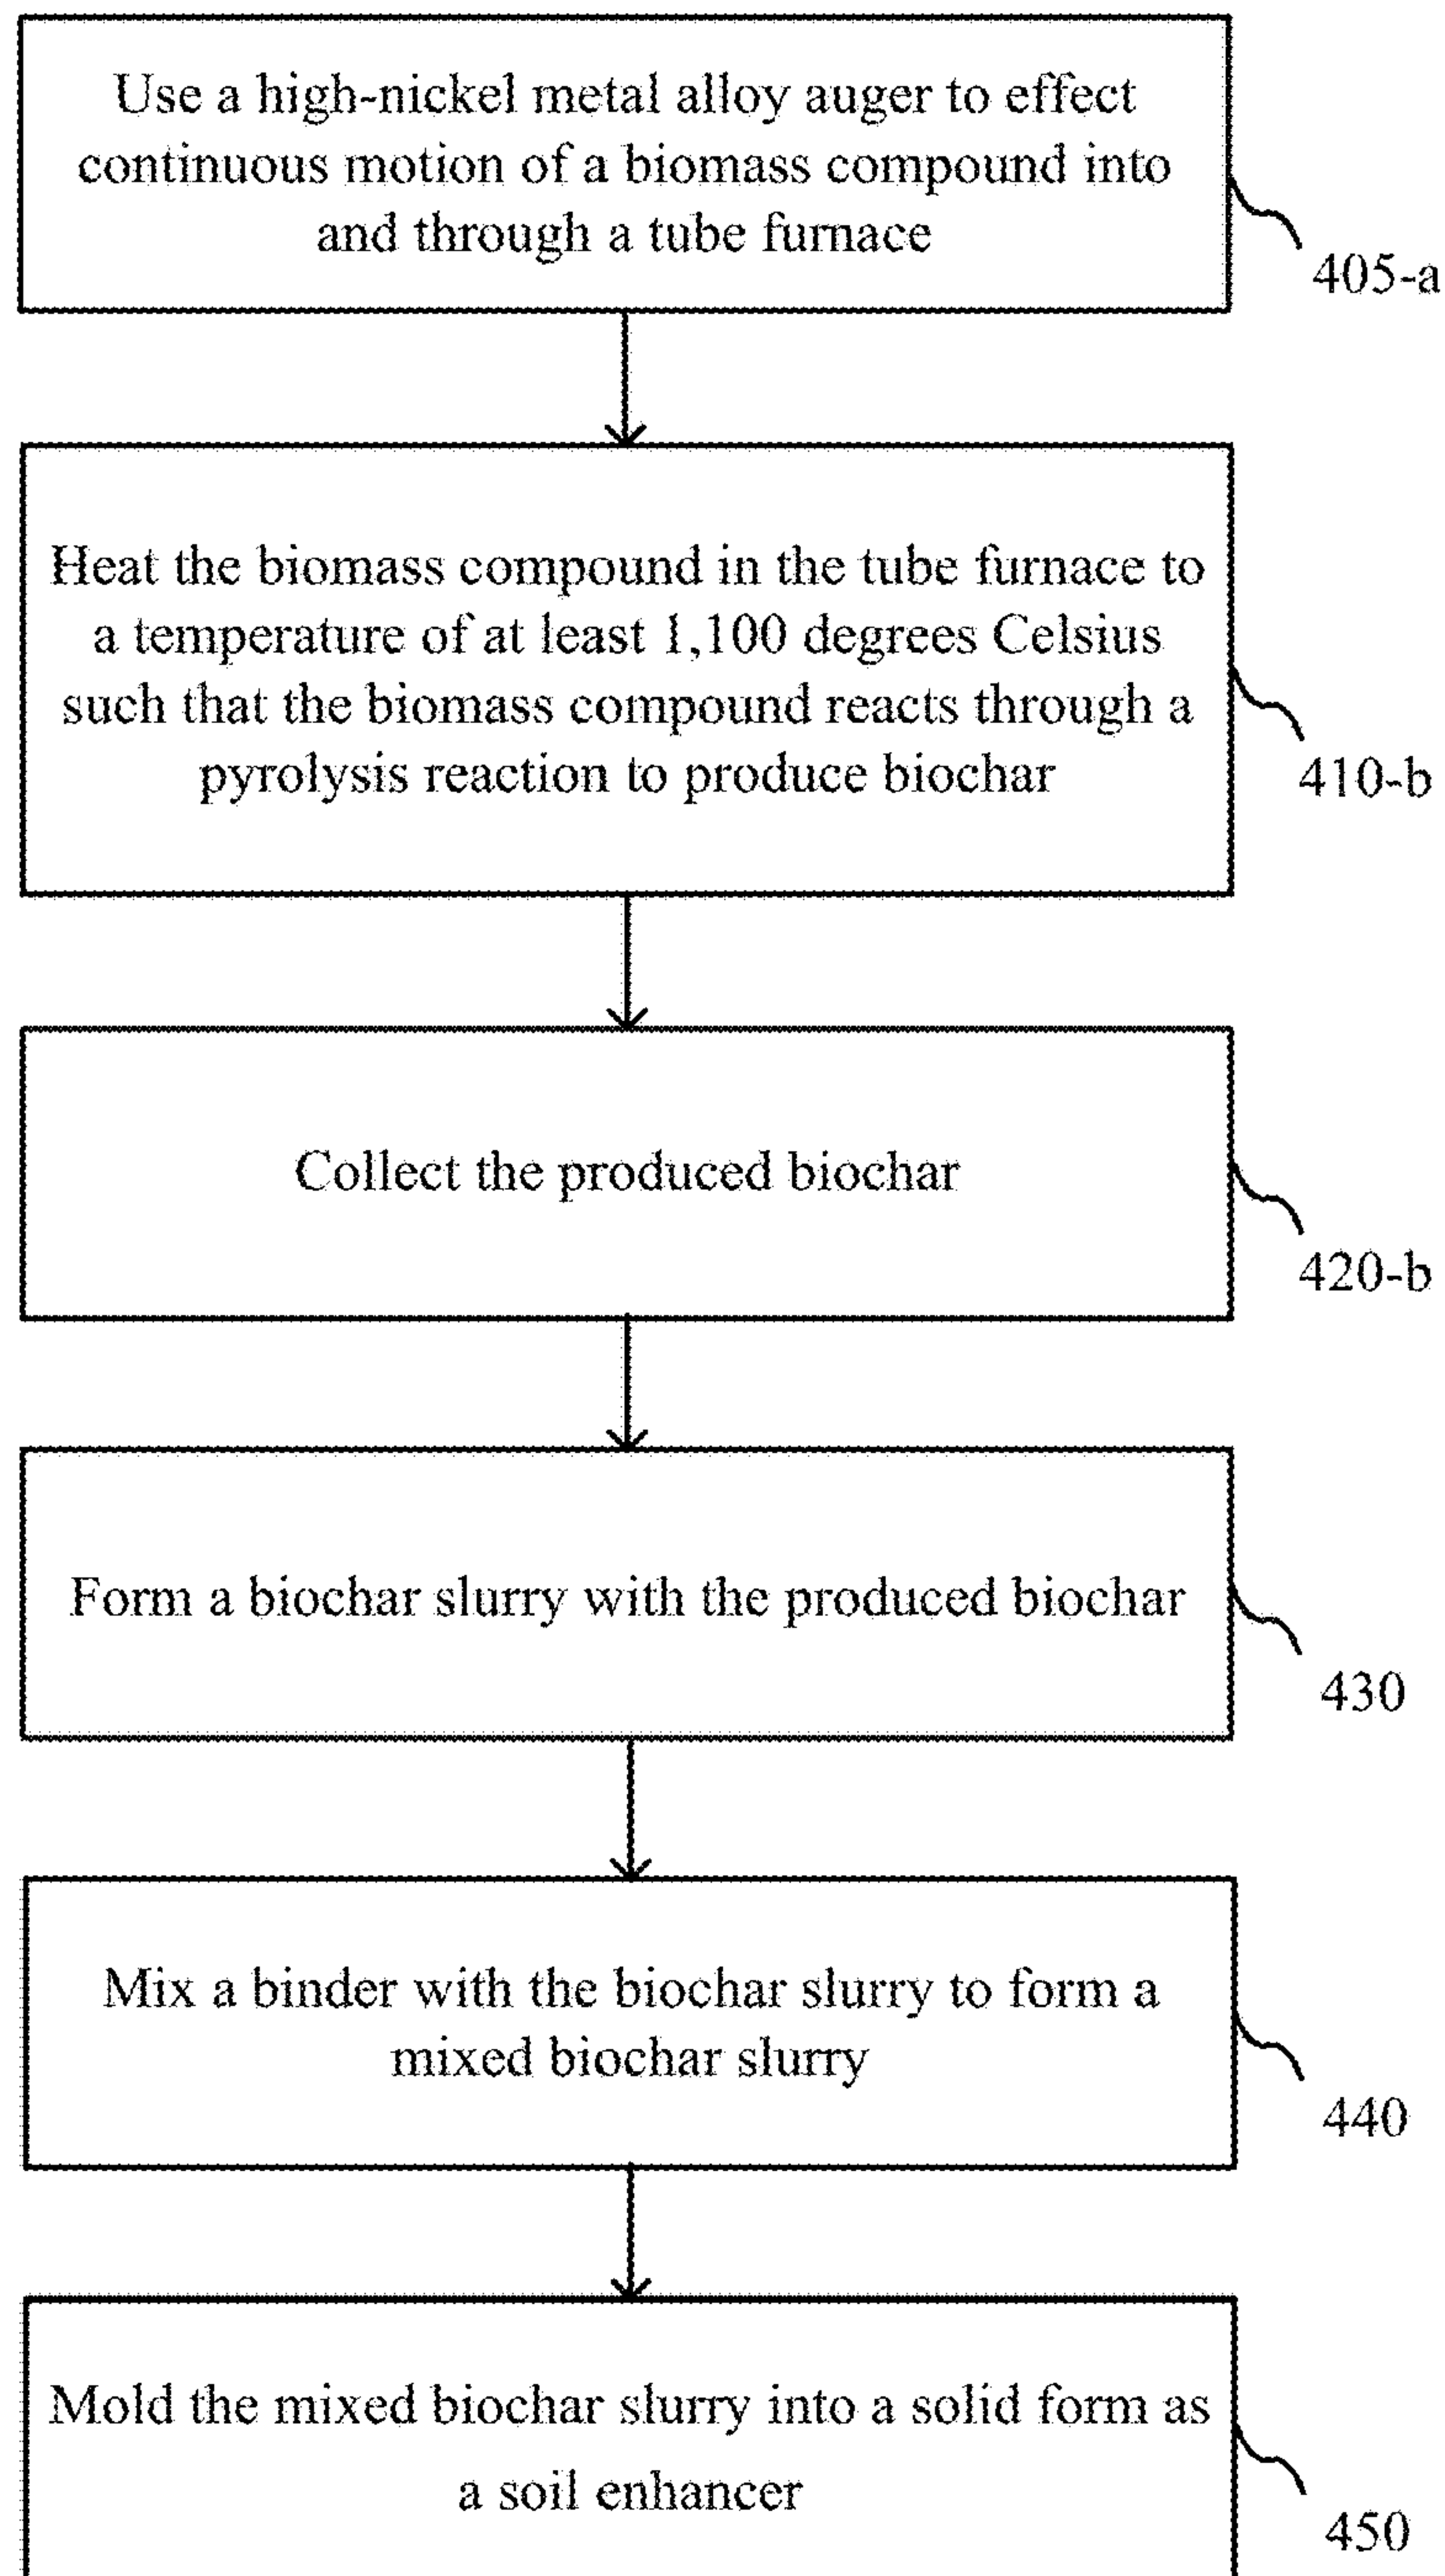 Use a high-nickel metal alloy auger to effect
continuous motion of a biomass compound into
and through a tube furnace
405-a
Heat the biomass compound in the tube furnace to
a temperature of at least 1,100 degrees Celsius
such that the biomass compound reacts through a
pyrolysis reaction to produce biochar
410-b
Collect the produced biochar
420-b
Form a biochar slurry with the produced biochar
430
Mix a binder with the biochar slurry to form a
mixed biochar slurry
440
Mold the mixed biochar slurry into a solid form as
a soil enhancer
450